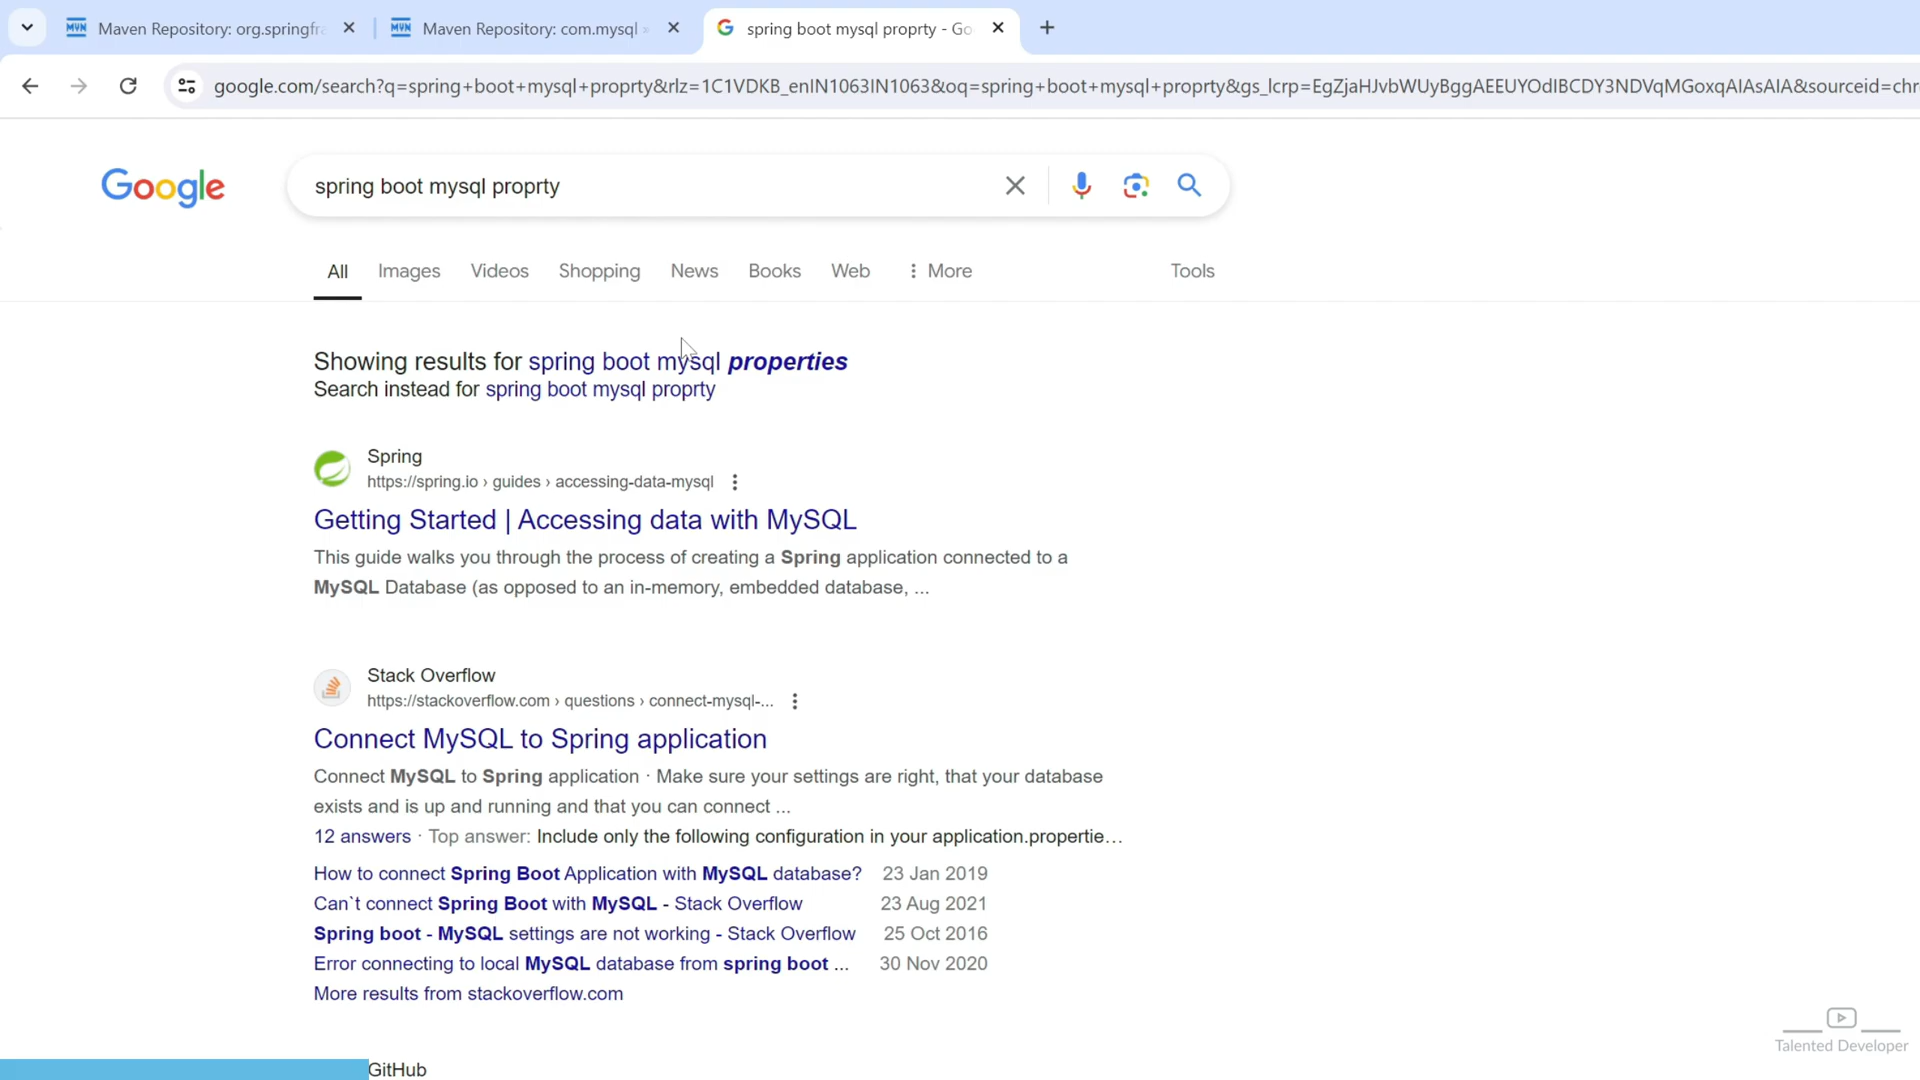 Maven Repository: org.springfra
Maven Repository: com.mysql »
spring boot mysql proprty - Go
google.com/search?q=spring+boot+mysql+proprty&rlz=1C1VDKB_enIN1063IN1063&oq=spring+boot+mysql+proprty&gs_lcrp=EgZjaHJvbWUyBggAEEUYOdIBCDY3NDVqMGoxqAIAsAIA&sourceid=chr
Google
spring boot mysql proprty
All Images Videos Shopping News Books Web More Tools
Showing results for spring boot mysql properties
Search instead for spring boot mysql proprty
Spring
https://spring.io › guides › accessing-data-mysql
Getting Started | Accessing data with MySQL
This guide walks you through the process of creating a Spring application connected to a
MySQL Database (as opposed to an in-memory, embedded database, ...
Stack Overflow
https://stackoverflow.com › questions › connect-mysql-...
Connect MySQL to Spring application
Connect MySQL to Spring application · Make sure your settings are right, that your database
exists and is up and running and that you can connect ...
12 answers · Top answer: Include only the following configuration in your application.propertie…
How to connect Spring Boot Application with MySQL database? 23 Jan 2019
Can`t connect Spring Boot with MySQL - Stack Overflow 23 Aug 2021
Spring boot - MySQL settings are not working - Stack Overflow 25 Oct 2016
Error connecting to local MySQL database from spring boot ... 30 Nov 2020
More results from stackoverflow.com
GitHub
Talented Developer